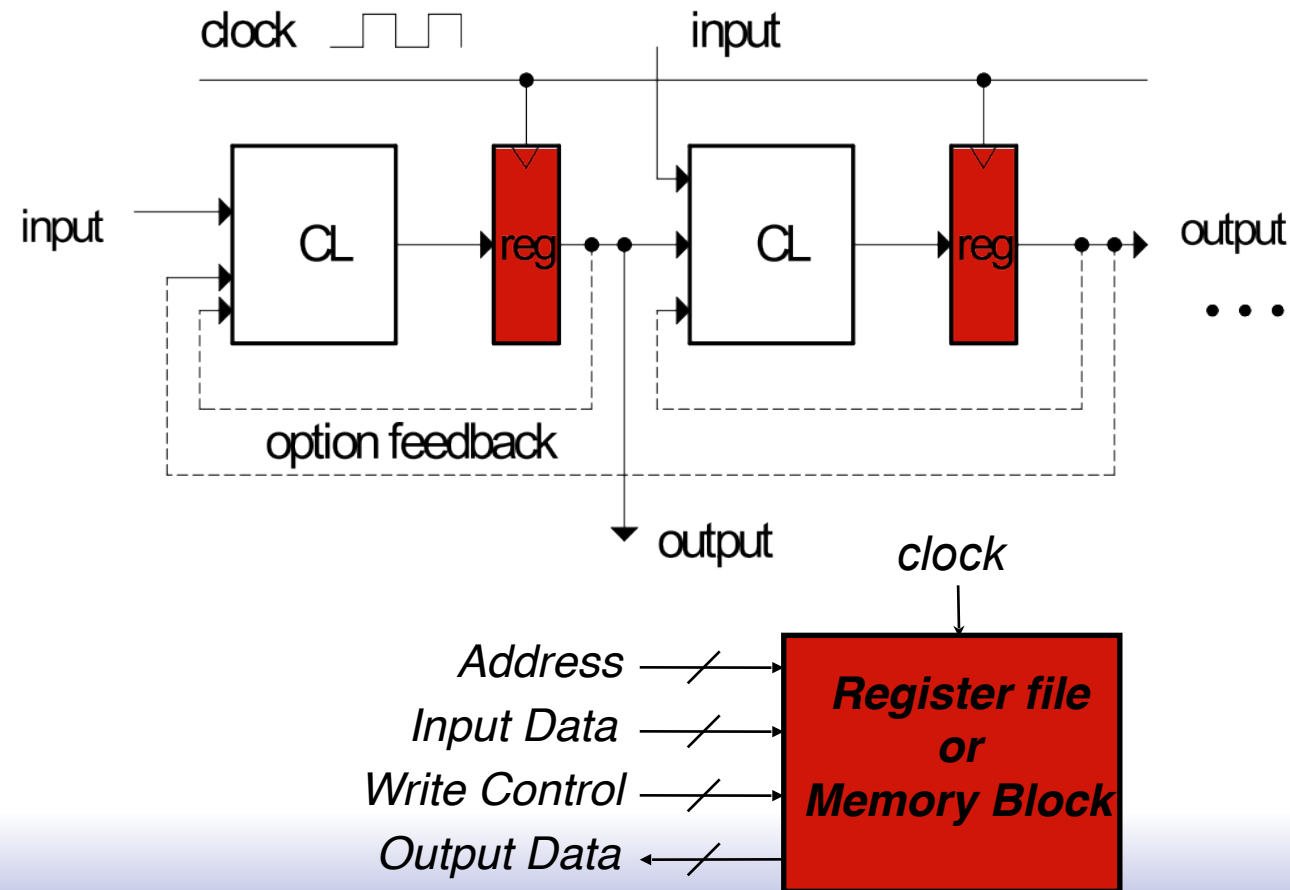 clock
input
input
CL
reg
CL
reg
output
• • •
option feedback
output
clock
Address
Input Data
Write Control
Output Data
Register file
or
Memory Block